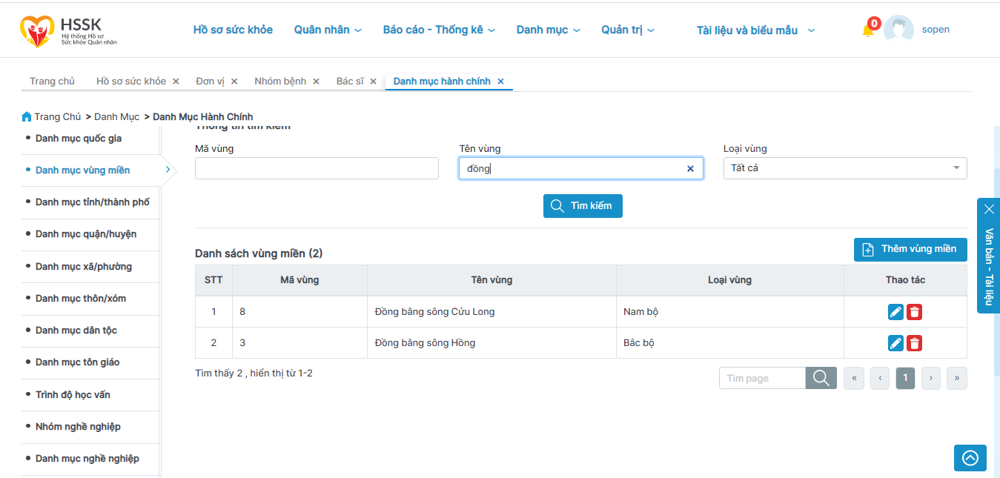 HSSK
Hệ thống Hồ sơ
Sức khỏe Quân nhân
Hồ sơ sức khỏe
Quân nhân
Báo cáo - Thống kê
Danh mục
Quản trị
Tài liệu và biểu mẫu
0
sopen
Trang chủ
Hồ sơ sức khỏe ×
Đơn vị ×
Nhóm bệnh ×
Bác sĩ ×
Danh mục hành chính ×
Trang Chủ > Danh Mục > Danh Mục Hành Chính
Danh mục quốc gia
Danh mục vùng miền
Danh mục tỉnh/thành phố
Danh mục quận/huyện
Danh mục xã/phường
Danh mục thôn/xóm
Danh mục dân tộc
Danh mục tôn giáo
Trình độ học vấn
Nhóm nghề nghiệp
Danh mục nghề nghiệp
Thông tin tìm kiếm
Mã vùng
Tên vùng
Loại vùng
đồng ×
Tất cả
Tìm kiếm
Danh sách vùng miền (2)
Thêm vùng miền
STT Mã vùng Tên vùng Loại vùng Thao tác
1 8 Đồng bằng sông Cửu Long Nam bộ
2 3 Đồng bằng sông Hồng Bắc bộ
Tìm thấy 2 , hiển thị từ 1-2
Tìm page
« ‹ 1 › »
Văn bản - Tài liệu